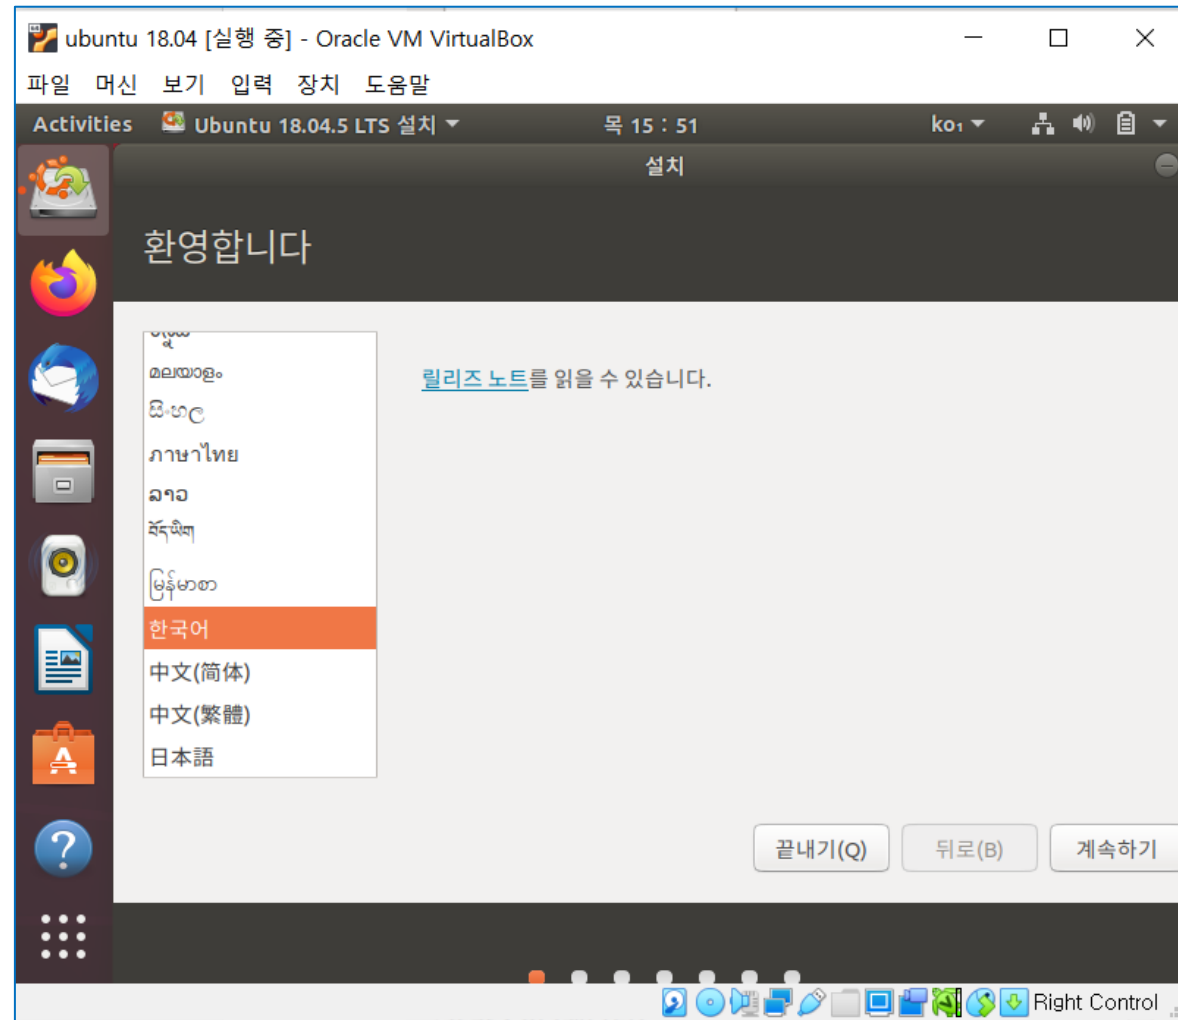 ubuntu 18.04 [실행 중] - Oracle VM VirtualBox
파일 머신 보기 입력 장치 도움말
Activities Ubuntu 18.04.5 LTS 설치 목 15 : 51 ko₁
설치
환영합니다
മലയാളം
සිංහල
ภาษาไทย
ລາວ
བོད་ཡིག
မြန်မာစာ
한국어
中文(简体)
中文(繁體)
日本語
릴리즈 노트를 읽을 수 있습니다.
끝내기(Q) 뒤로(B) 계속하기
Right Control